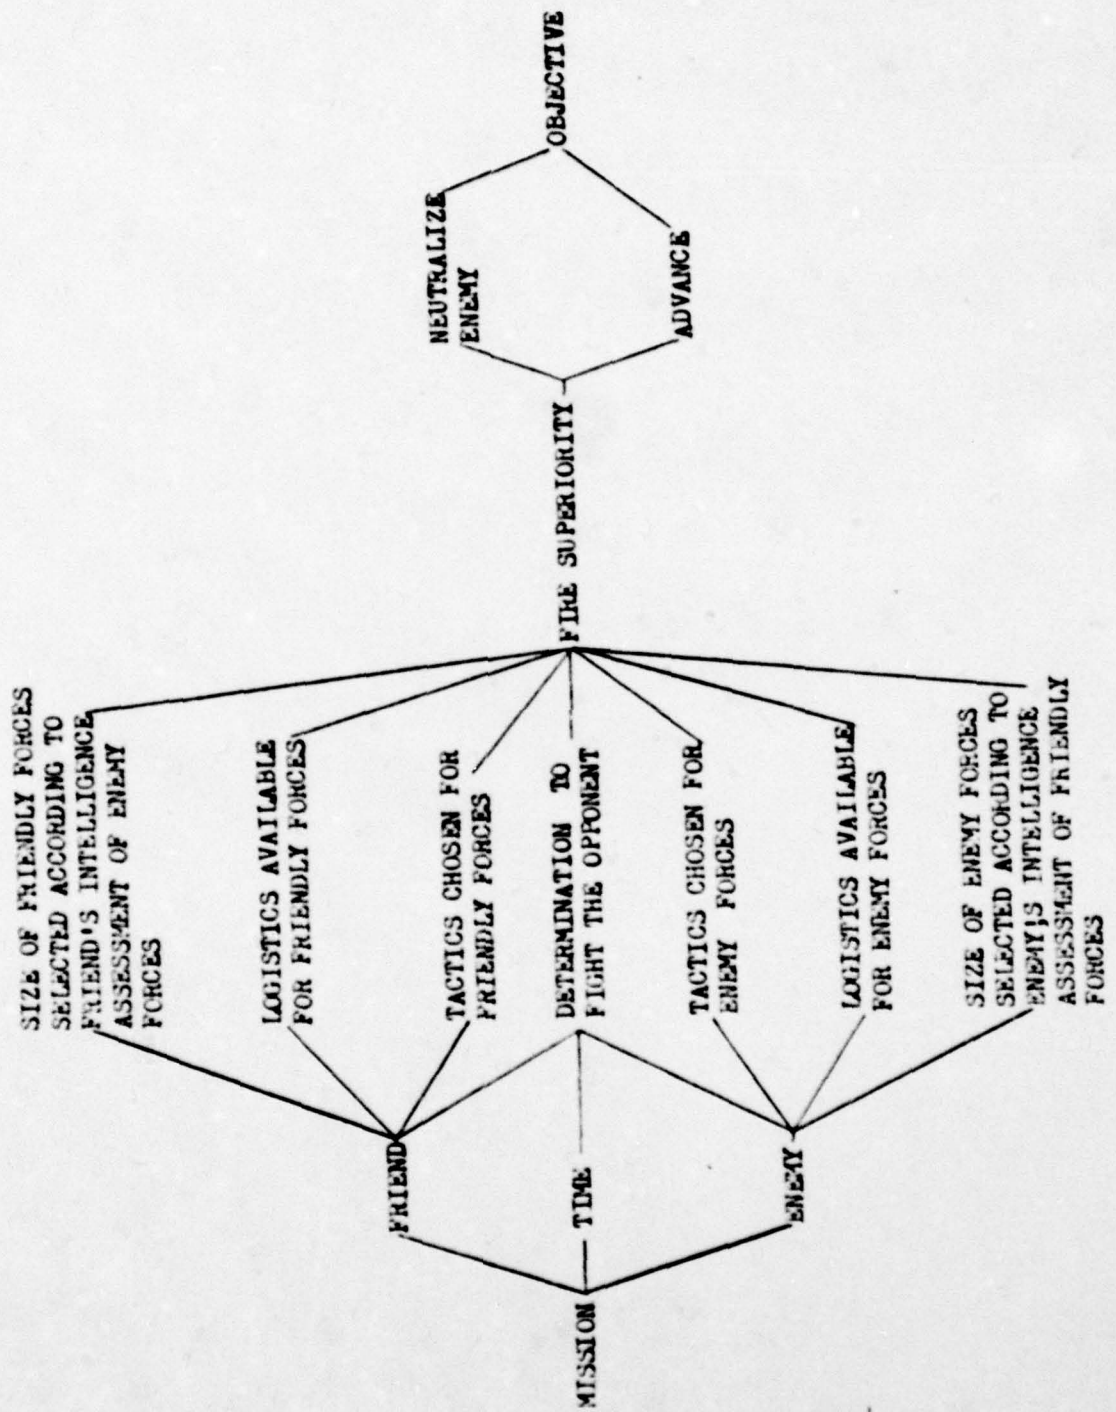 MISSION
FRIEND
TIME
ENEMY
SIZE OF FRIENDLY FORCES
SELECTED ACCORDING TO
FRIEND'S INTELLIGENCE
ASSESSMENT OF ENEMY
FORCES
LOGISTICS AVAILABLE
FOR FRIENDLY FORCES
TACTICS CHOSEN FOR
FRIENDLY FORCES
DETERMINATION TO
FIGHT THE OPPONENT
TACTICS CHOSEN FOR
ENEMY FORCES
LOGISTICS AVAILABLE
FOR ENEMY FORCES
SIZE OF ENEMY FORCES
SELECTED ACCORDING TO
ENEMY;S INTELLIGENCE
ASSESSMENT OF FRIENDLY
FORCES
FIRE SUPERIORITY
NEUTRALIZE
ENEMY
ADVANCE
OBJECTIVE